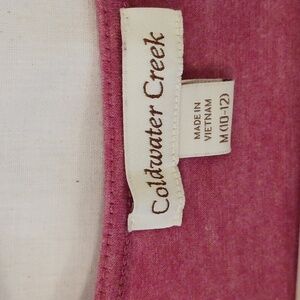 Coldwater Creek
MADE IN
VIETNAM
M (10-12)